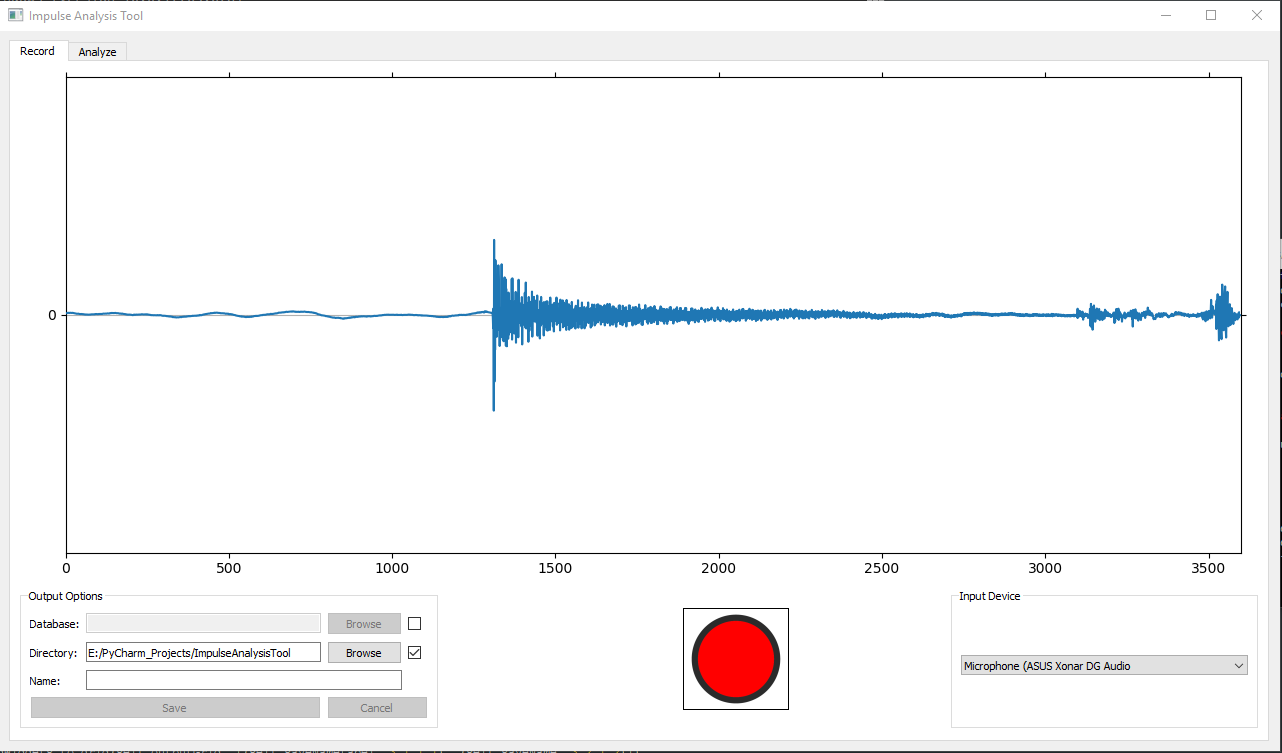 Impulse Analysis Tool
Record Analyze
0
0 500 1000 1500 2000 2500 3000 3500
Output Options
Database: Browse
Directory: E:/PyCharm_Projects/ImpulseAnalysisTool Browse
Name:
Save Cancel
Input Device
Microphone (ASUS Xonar DG Audio